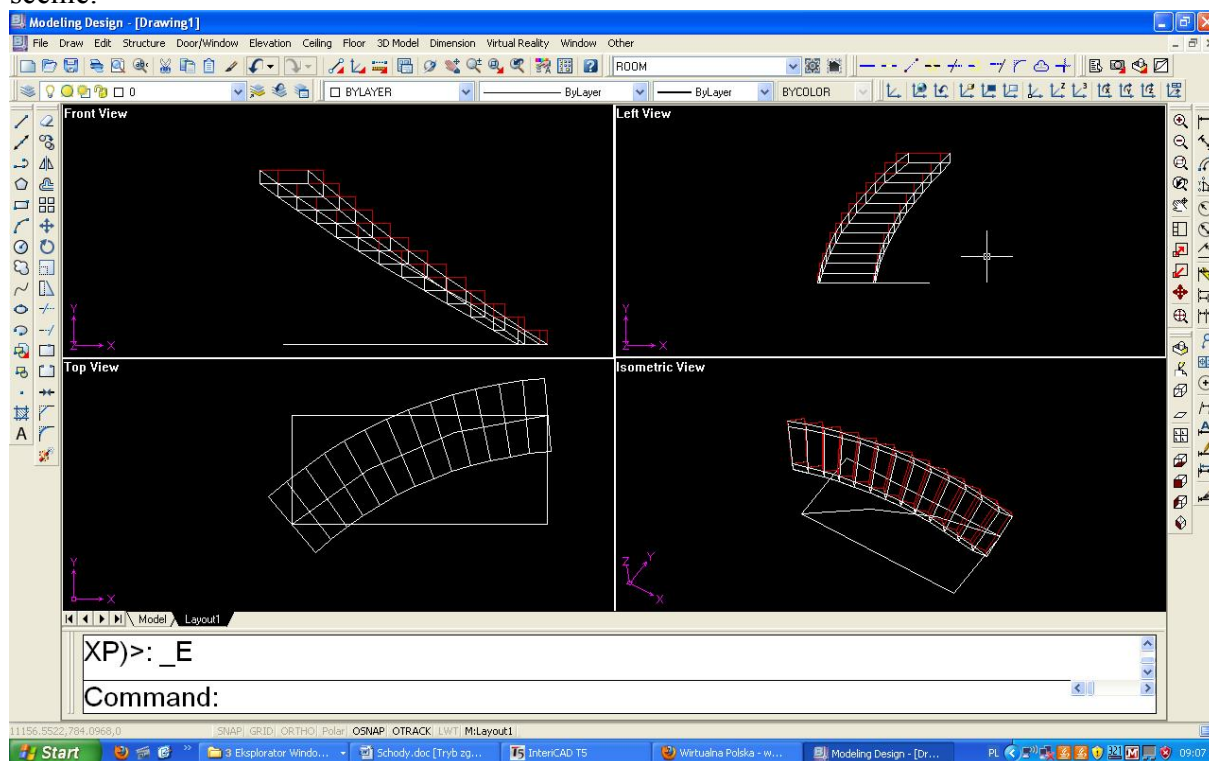 scenie.
Modeling Design - [Drawing1]
File Draw Edit Structure Door/Window Elevation Ceiling Floor 3D Model Dimension Virtual Reality Window Other
ROOM
0 BYLAYER ByLayer ByLayer BYCOLOR
Front View Left View
Y Y
Z X Z X
Top View Isometric View
Y Z Y
X X
Model Layout1
XP)>: _E
Command:
11156.5522,784.0968,0 SNAP GRID ORTHO Polar OSNAP OTRACK LWT M:Layout1
Start 3 Eksplorator Windo... Schody.doc [Tryb zg... InteriCAD T5 Wirtualna Polska - w... Modeling Design - [Dr... PL 09:07